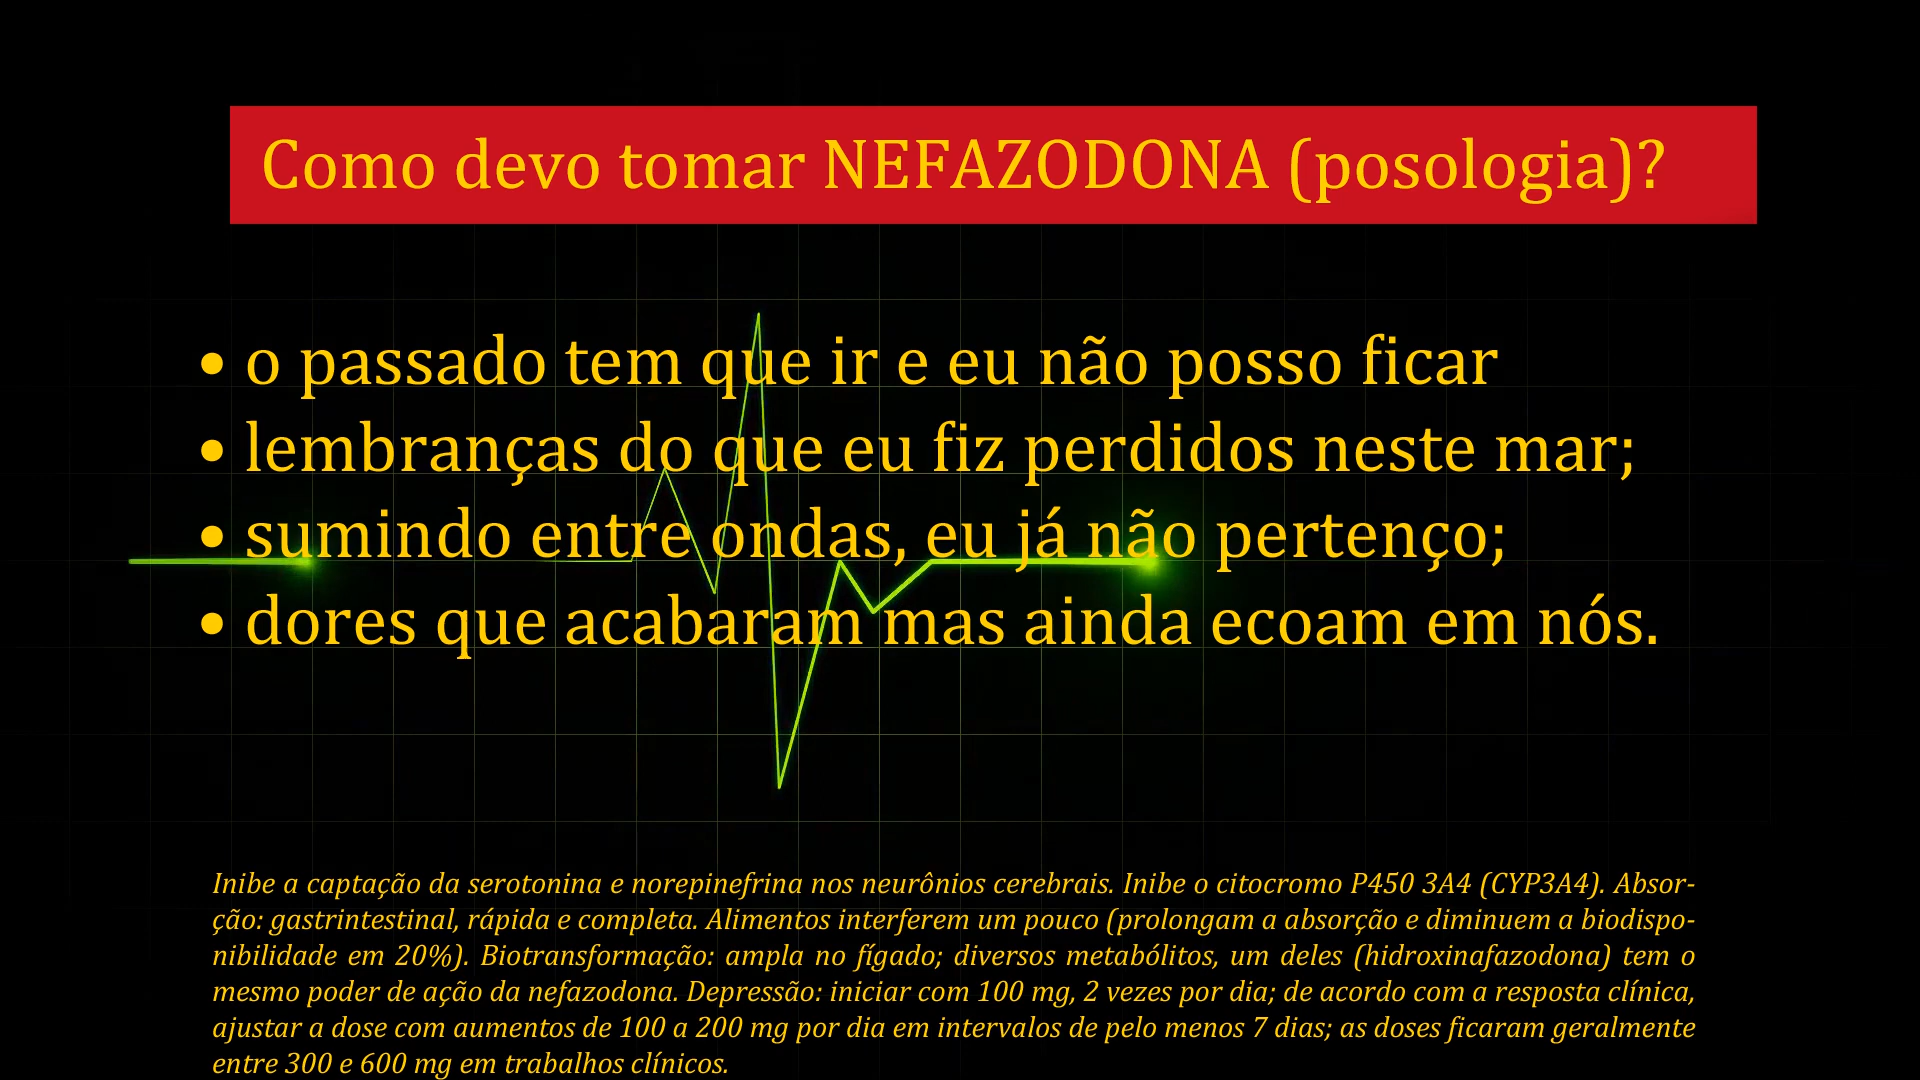 Como devo tomar NEFAZODONA (posologia)?
• o passado tem que ir e eu não posso ficar
• lembranças do que eu fiz perdidos neste mar;
• sumindo entre ondas, eu já não pertenço;
• dores que acabaram mas ainda ecoam em nós.
Inibe a captação da serotonina e norepinefrina nos neurônios cerebrais. Inibe o citocromo P450 3A4 (CYP3A4). Absor-
ção: gastrintestinal, rápida e completa. Alimentos interferem um pouco (prolongam a absorção e diminuem a biodispo-
nibilidade em 20%). Biotransformação: ampla no fígado; diversos metabólitos, um deles (hidroxinafazodona) tem o
mesmo poder de ação da nefazodona. Depressão: iniciar com 100 mg, 2 vezes por dia; de acordo com a resposta clínica,
ajustar a dose com aumentos de 100 a 200 mg por dia em intervalos de pelo menos 7 dias; as doses ficaram geralmente
entre 300 e 600 mg em trabalhos clínicos.